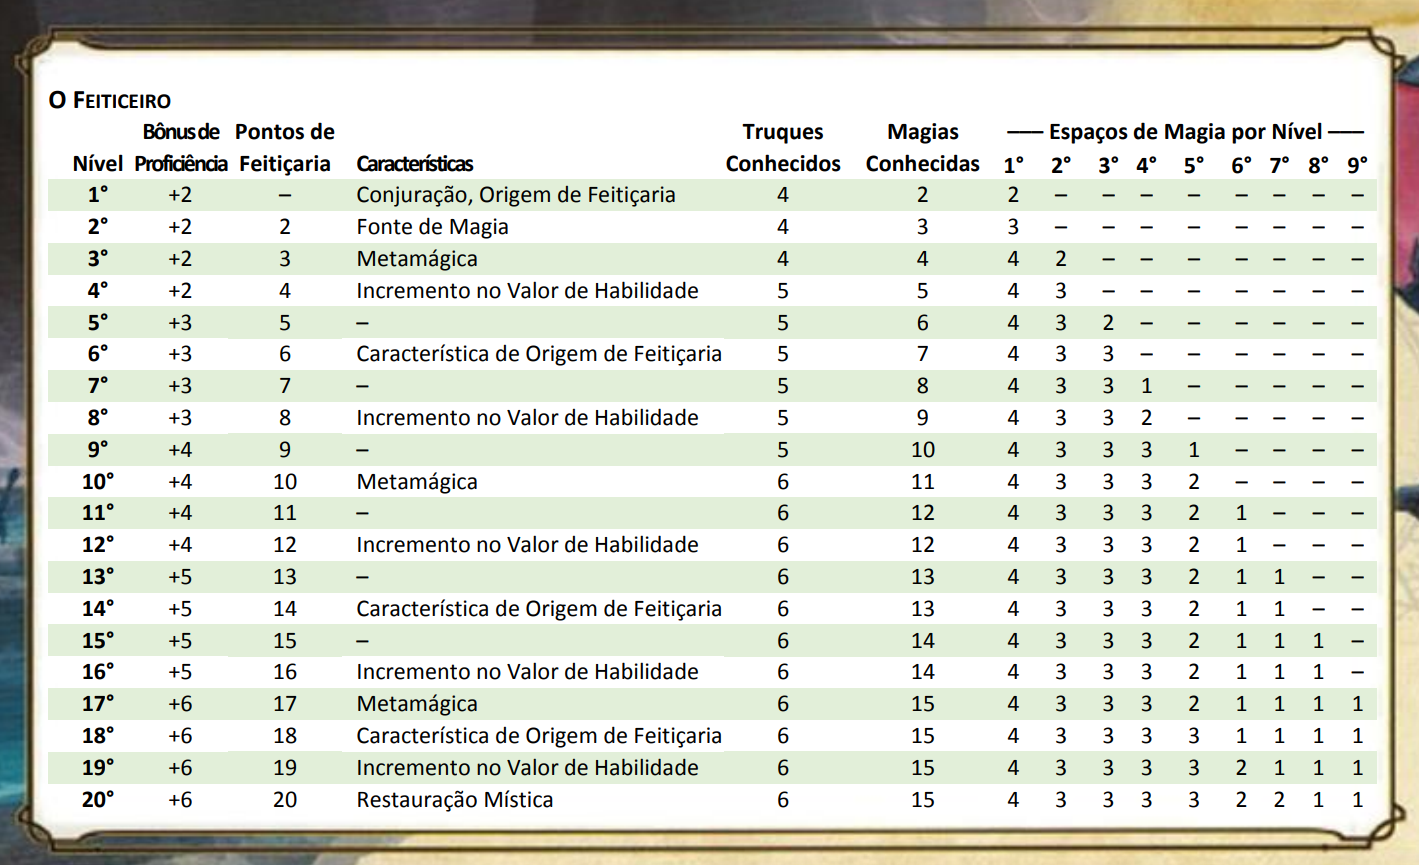 O FEITICEIRO
Bônus de Pontos de Truques Magias –– Espaços de Magia por Nível ––
Nível Proficiência Feitiçaria Características Conhecidos Conhecidas 1° 2° 3° 4° 5° 6° 7° 8° 9°
1° +2 – Conjuração, Origem de Feitiçaria 4 2 2 – – – – – – – –
2° +2 2 Fonte de Magia 4 3 3 – – – – – – – –
3° +2 3 Metamágica 4 4 4 2 – – – – – – –
4° +2 4 Incremento no Valor de Habilidade 5 5 4 3 – – – – – – –
5° +3 5 – 5 6 4 3 2 – – – – – –
6° +3 6 Característica de Origem de Feitiçaria 5 7 4 3 3 – – – – – –
7° +3 7 – 5 8 4 3 3 1 – – – – –
8° +3 8 Incremento no Valor de Habilidade 5 9 4 3 3 2 – – – – –
9° +4 9 – 5 10 4 3 3 3 1 – – – –
10° +4 10 Metamágica 6 11 4 3 3 3 2 – – – –
11° +4 11 – 6 12 4 3 3 3 2 1 – – –
12° +4 12 Incremento no Valor de Habilidade 6 12 4 3 3 3 2 1 – – –
13° +5 13 – 6 13 4 3 3 3 2 1 1 – –
14° +5 14 Característica de Origem de Feitiçaria 6 13 4 3 3 3 2 1 1 – –
15° +5 15 – 6 14 4 3 3 3 2 1 1 1 –
16° +5 16 Incremento no Valor de Habilidade 6 14 4 3 3 3 2 1 1 1 –
17° +6 17 Metamágica 6 15 4 3 3 3 2 1 1 1 1
18° +6 18 Característica de Origem de Feitiçaria 6 15 4 3 3 3 3 1 1 1 1
19° +6 19 Incremento no Valor de Habilidade 6 15 4 3 3 3 3 2 1 1 1
20° +6 20 Restauração Mística 6 15 4 3 3 3 3 2 2 1 1